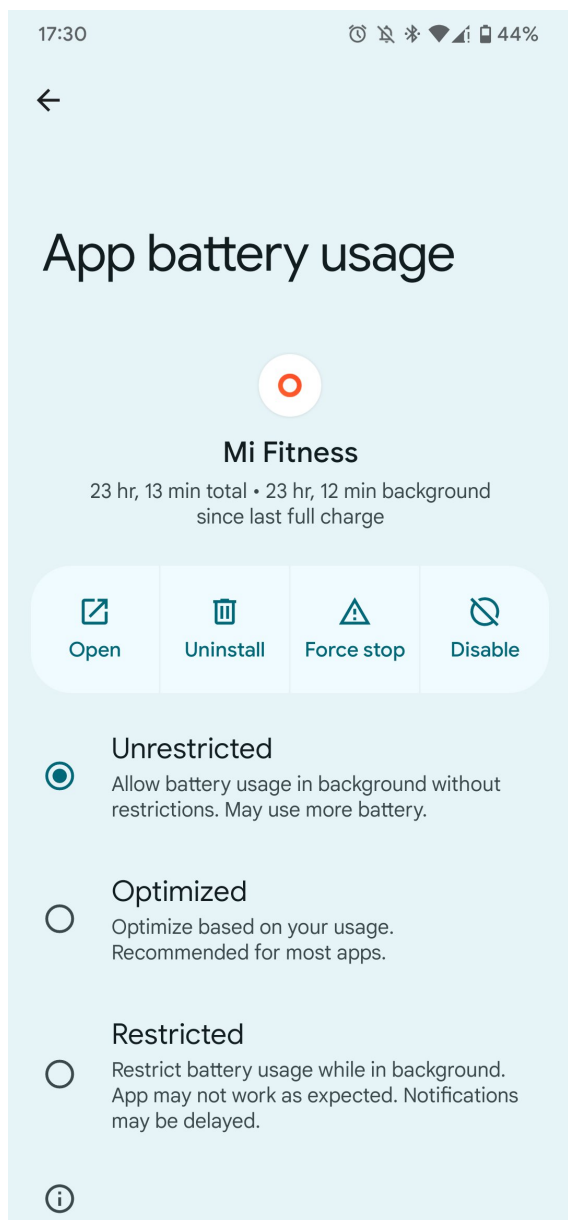 17:30
44%
App battery usage
Mi Fitness
23 hr, 13 min total • 23 hr, 12 min background
since last full charge
Open
Uninstall
Force stop
Disable
Unrestricted
Allow battery usage in background without
restrictions. May use more battery.
Optimized
Optimize based on your usage.
Recommended for most apps.
Restricted
Restrict battery usage while in background.
App may not work as expected. Notifications
may be delayed.